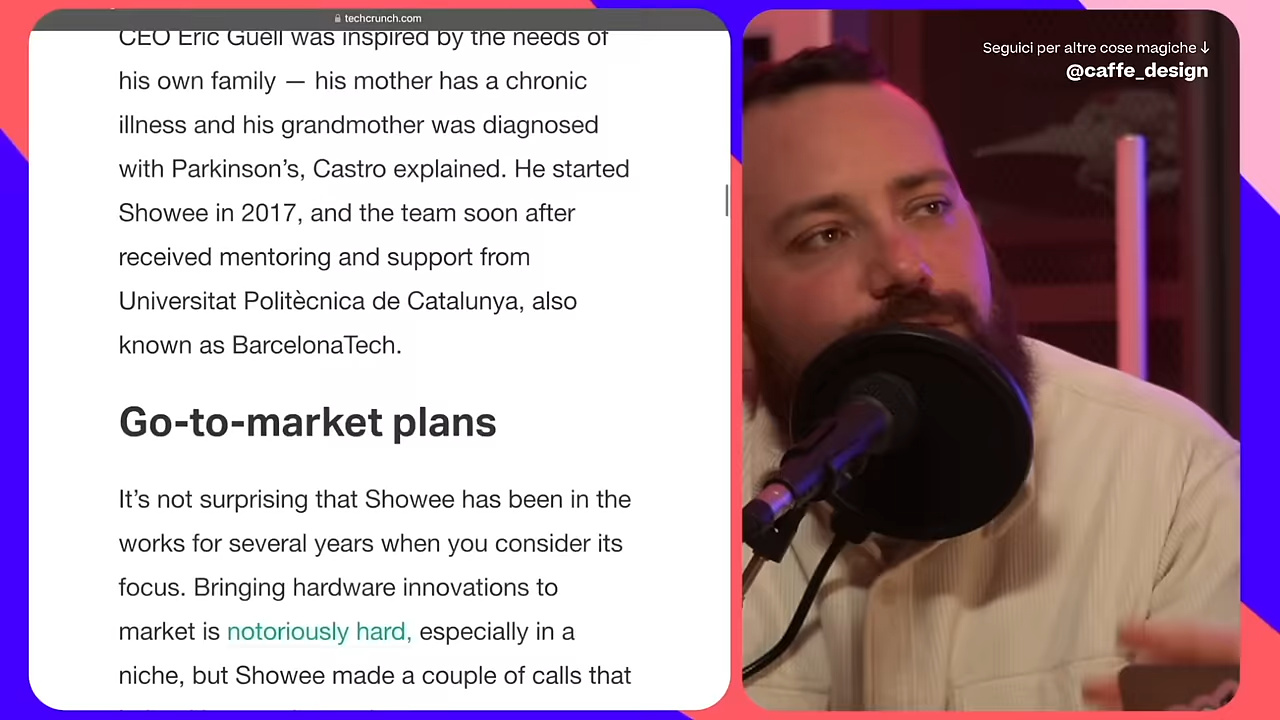 techcrunch.com
CEO Eric Güell was inspired by the needs of
his own family — his mother has a chronic
illness and his grandmother was diagnosed
with Parkinson’s, Castro explained. He started
Showee in 2017, and the team soon after
received mentoring and support from
Universitat Politècnica de Catalunya, also
known as BarcelonaTech.
Go-to-market plans
It’s not surprising that Showee has been in the
works for several years when you consider its
focus. Bringing hardware innovations to
market is notoriously hard, especially in a
niche, but Showee made a couple of calls that
Seguici per altre cose magiche ↓
@caffe_design